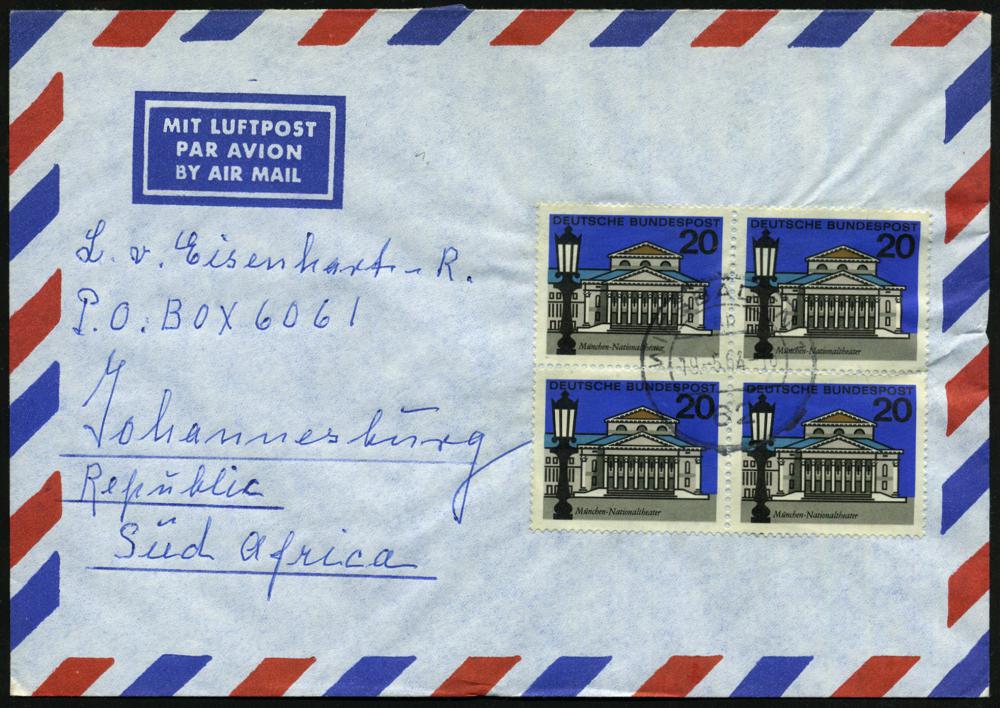 MIT LUFTPOST
PAR AVION
BY AIR MAIL
L. v. Eisenhart-R.
P.O. BOX 6061
Johannesburg
Republic
Süd Africa
DEUTSCHE BUNDESPOST
20
München-Nationaltheater
DEUTSCHE BUNDESPOST
20
München-Nationaltheater
DEUTSCHE BUNDESPOST
20
München-Nationaltheater
DEUTSCHE BUNDESPOST
20
München-Nationaltheater